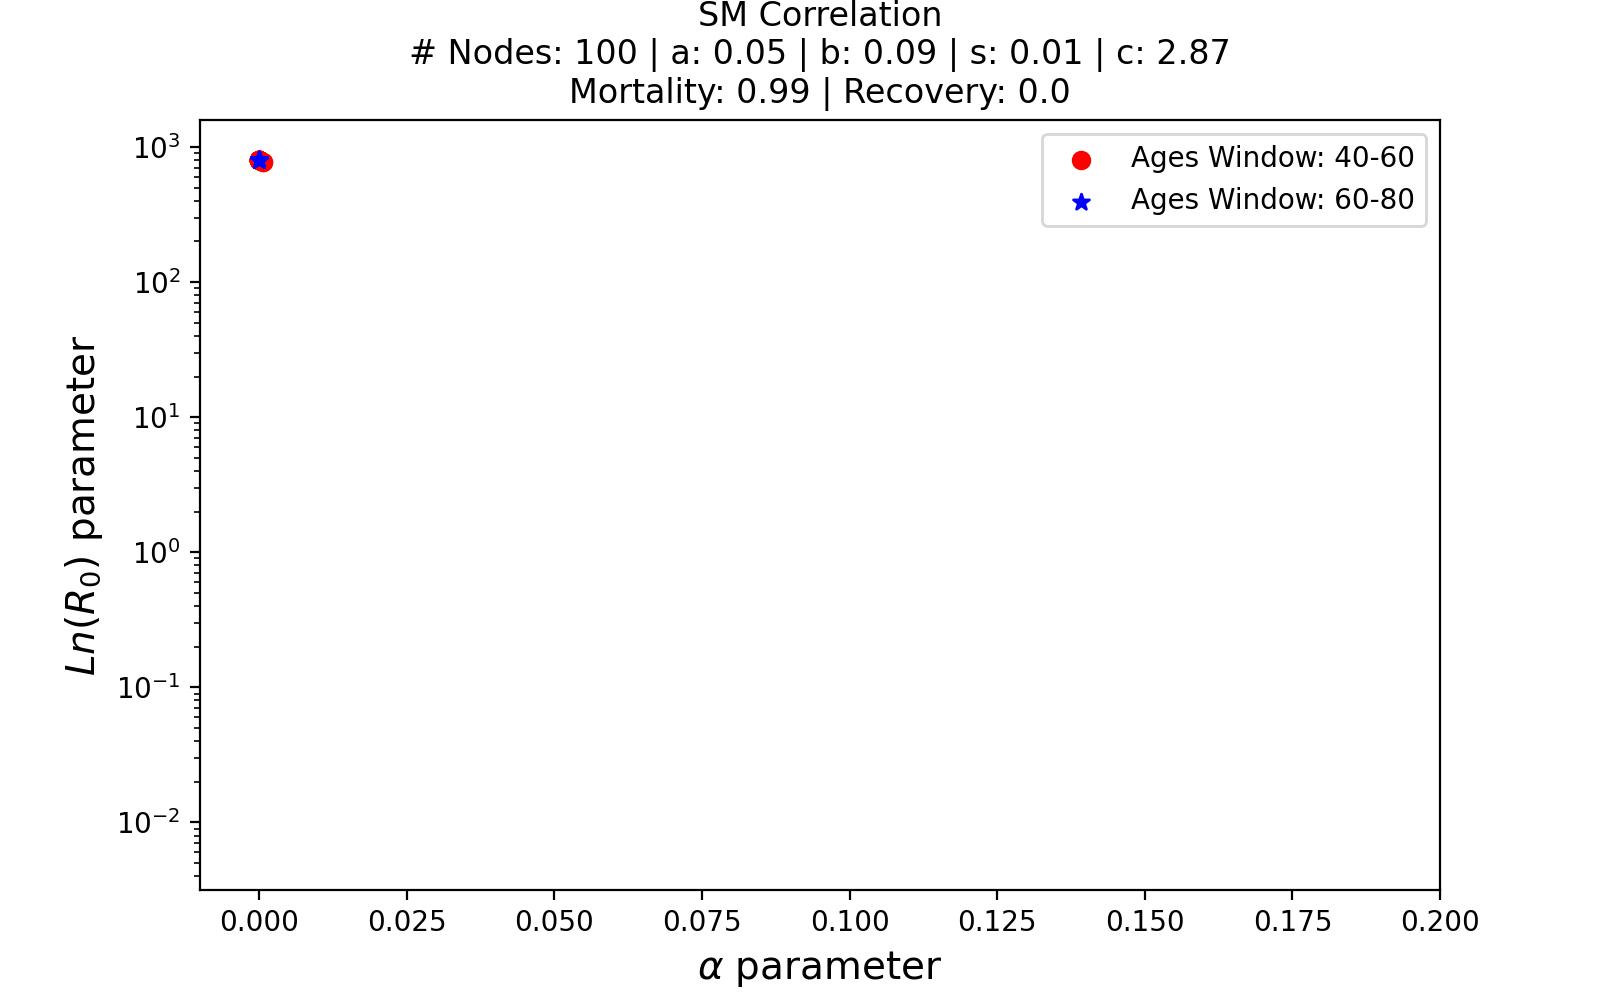 SM Correlation
# Nodes: 100 | a: 0.05 | b: 0.09 | s: 0.01 | c: 2.87
Mortality: 0.99 | Recovery: 0.0
Ages Window: 40-60
Ages Window: 60-80
10³
10²
10¹
10⁰
10⁻¹
10⁻²
Ln(R₀) parameter
0.000 0.025 0.050 0.075 0.100 0.125 0.150 0.175 0.200
α parameter